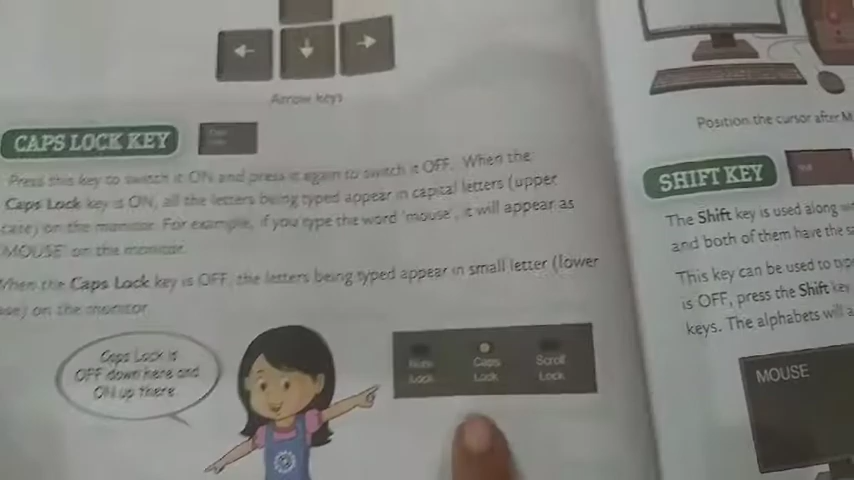 Arrow keys
CAPS LOCK KEY
Press this key to switch it ON and press it again to switch it OFF. When the
Caps Lock key is ON, all the letters being typed appear in capital letters (upper
case) on the monitor. For example, if you type the word 'mouse', it will appear as
'MOUSE' on the monitor.
When the Caps Lock key is OFF, the letters being typed appear in small letter (lower
case) on the monitor
Caps Lock is
OFF down here and
ON up there
Num
Lock
Caps
Lock
Scroll
Lock
Position the cursor after M
SHIFT KEY
The Shift key is used along
and both of them have the
This key can be used to
is OFF, press the Shift key
keys. The alphabets will
MOUSE